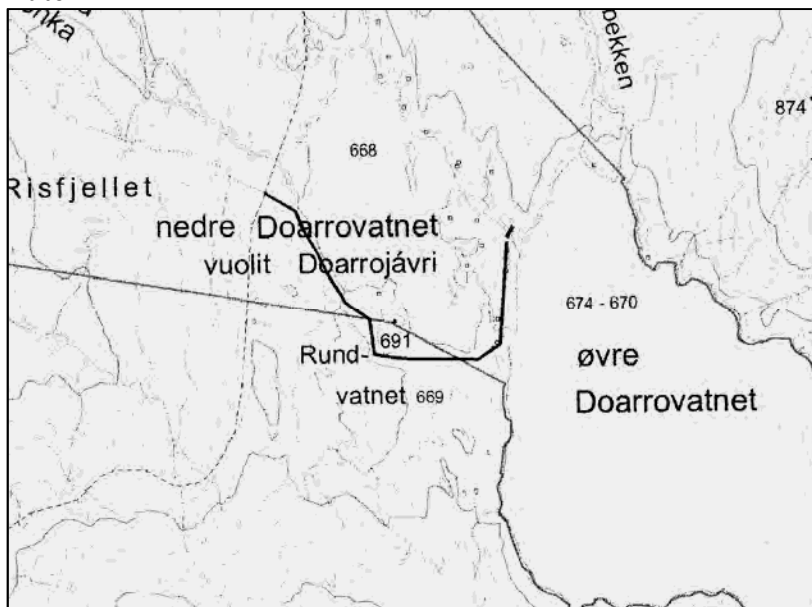 668
874
Risfjellet
nedre Doarrovatnet
vuolit Doarrojávri
674 - 670
691
Rund-
vatnet 669
øvre
Doarrovatnet